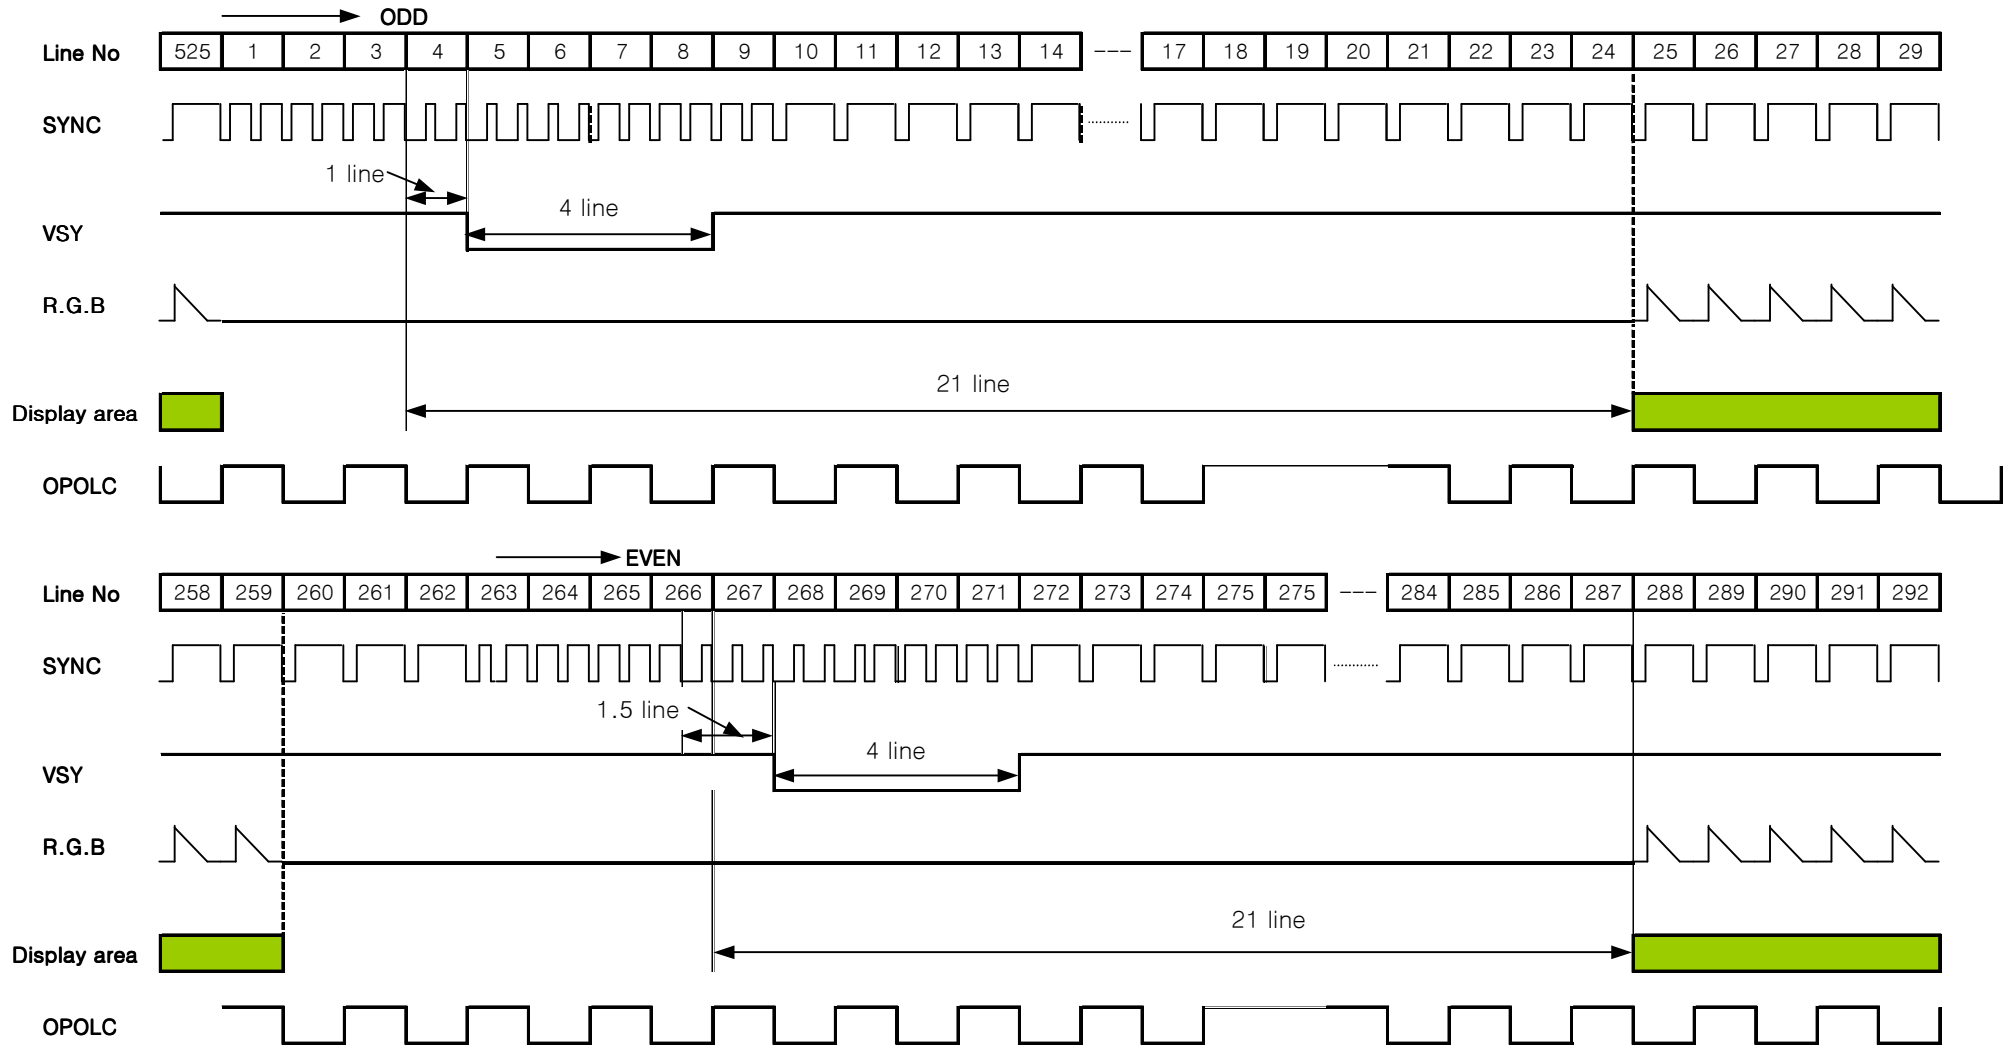 ODD
Line No 525 1 2 3 4 5 6 7 8 9 10 11 12 13 14 --- 17 18 19 20 21 22 23 24 25 26 27 28 29
SYNC
1 line
4 line
VSY
R.G.B
21 line
Display area
OPOLC
EVEN
Line No 258 259 260 261 262 263 264 265 266 267 268 269 270 271 272 273 274 275 275 --- 284 285 286 287 288 289 290 291 292
SYNC
1.5 line
4 line
VSY
R.G.B
21 line
Display area
OPOLC